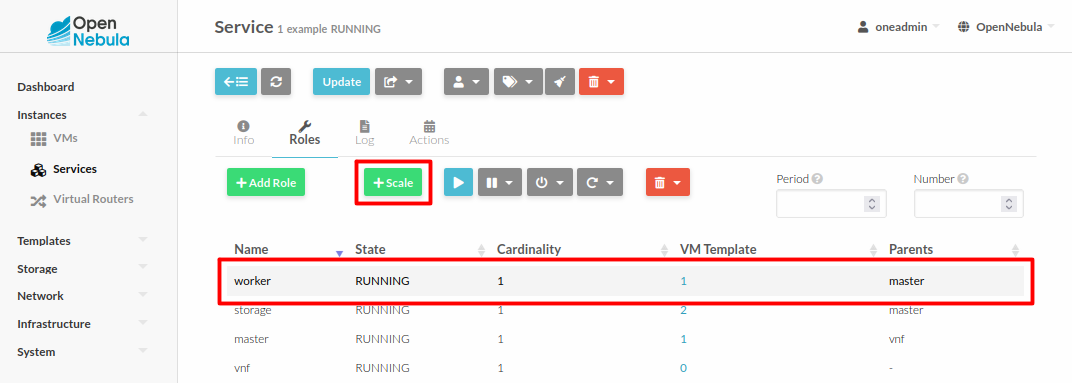 Open
Nebula
Service 1 example RUNNING
oneadmin
OpenNebula
Dashboard
Instances
VMs
Services
Virtual Routers
Templates
Storage
Network
Infrastructure
System
Update
Info
Roles
Log
Actions
+ Add Role
+ Scale
Period
Number
Name State Cardinality VM Template Parents
worker RUNNING 1 1 master
storage RUNNING 1 2 master
master RUNNING 1 1 vnf
vnf RUNNING 1 0 -